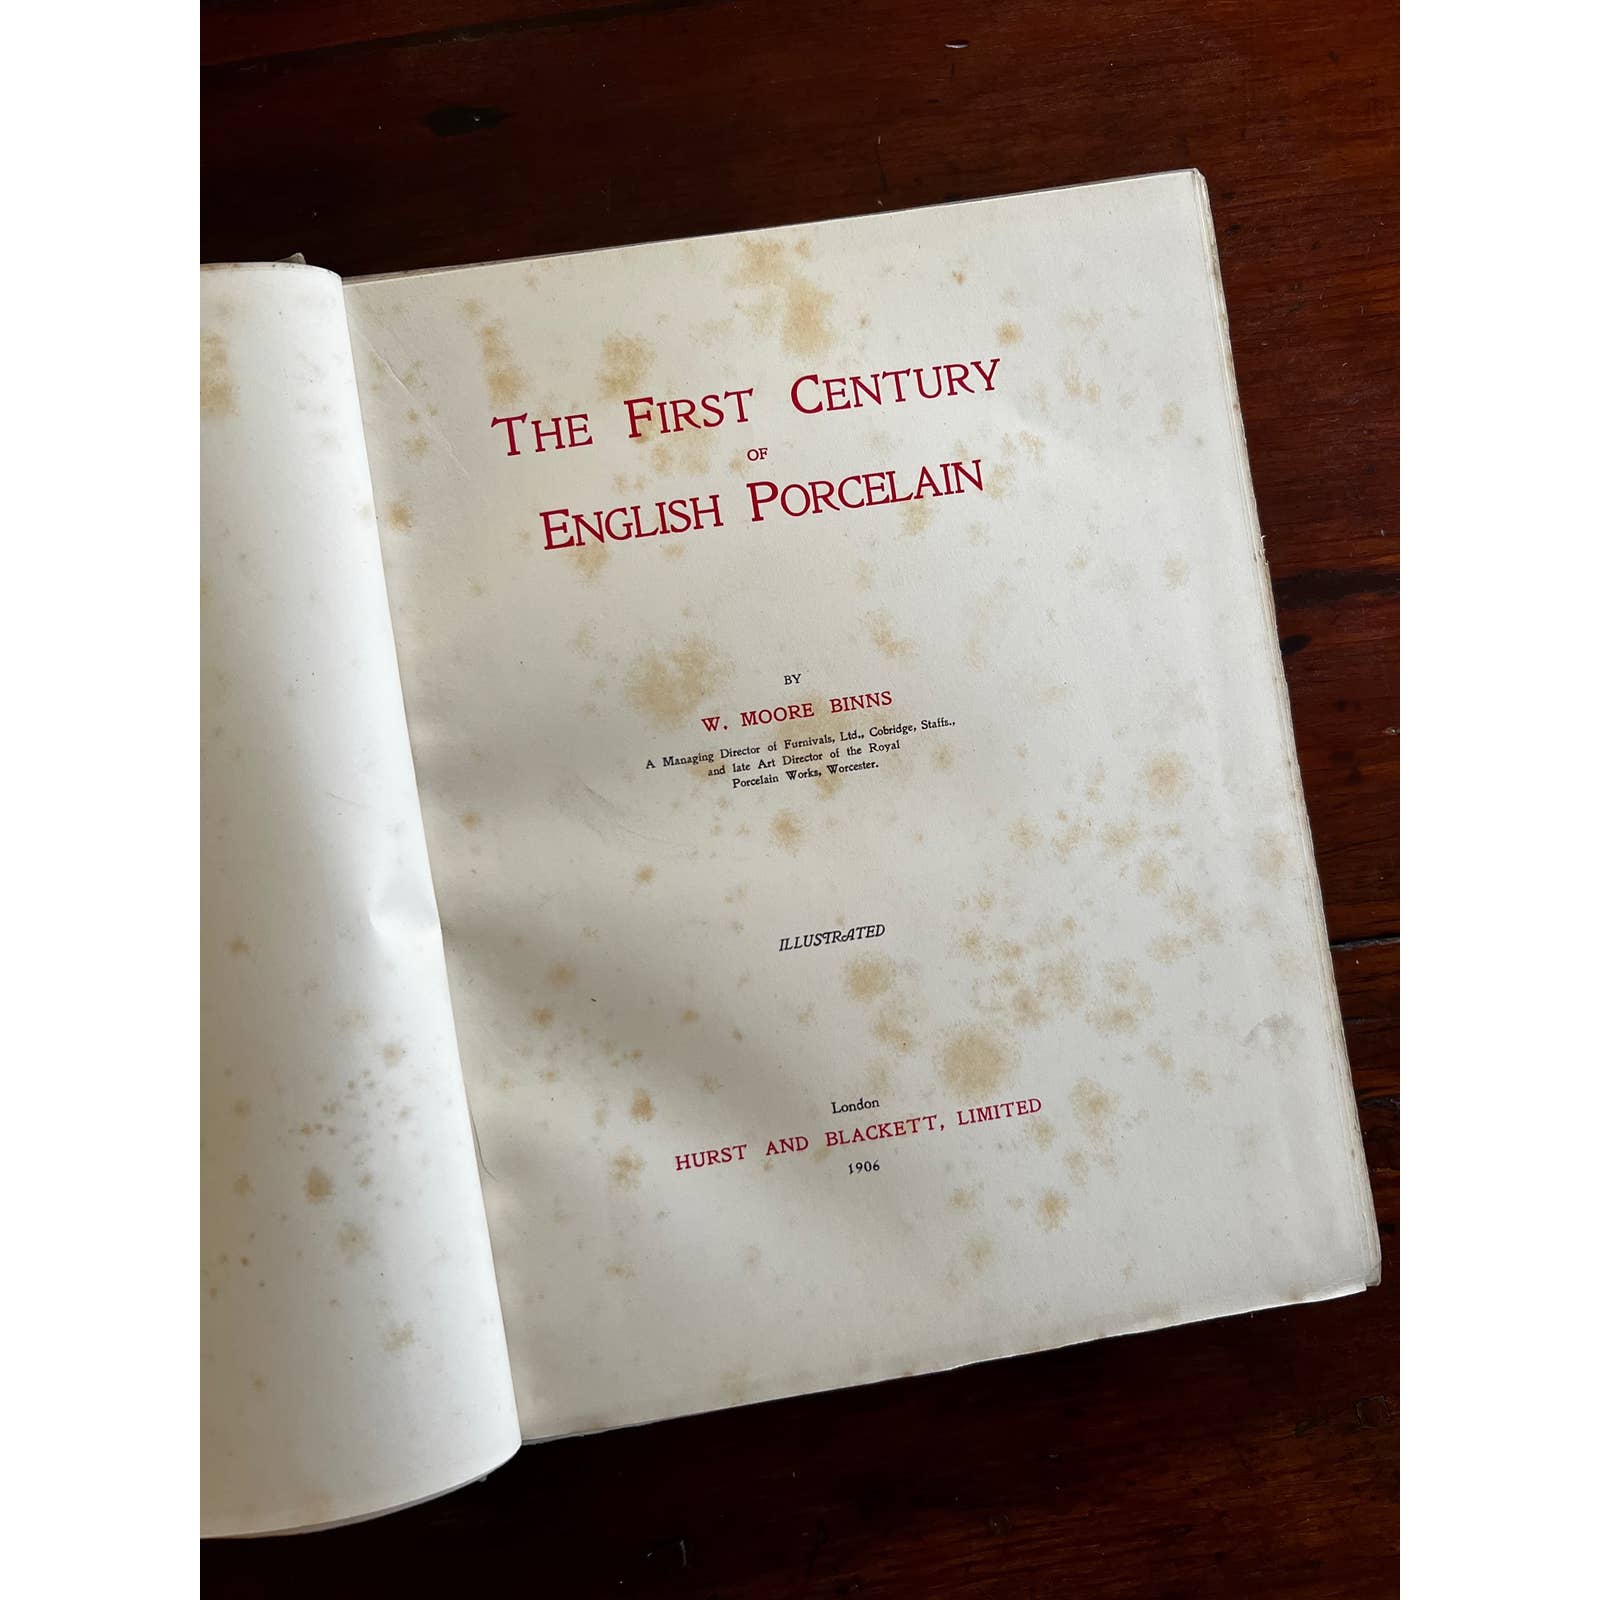 THE FIRST CENTURY
OF
ENGLISH PORCELAIN
BY
W. MOORE BINNS
A Managing Director of Furnivals, Ltd., Cobridge, Staffs.,
and late Art Director of the Royal
Porcelain Works, Worcester.
ILLUSTRATED
London
HURST AND BLACKETT, LIMITED
1906